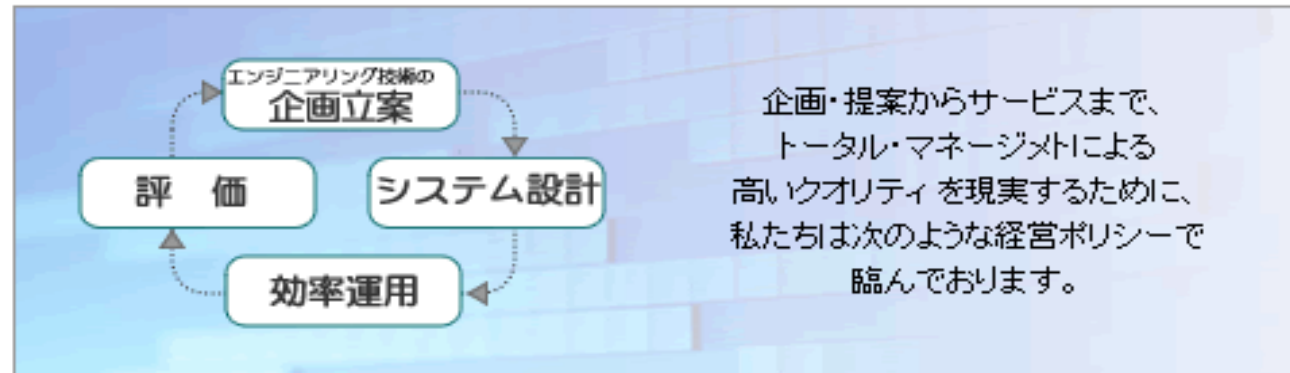 エンジニアリング技術の
企画立案
評 価
システム設計
効率運用
企画・提案からサービスまで、
トータル・マネージメトによる
高いクオリティを現実するために、
私たちは次のような経営ポリシーで
臨んでおります。